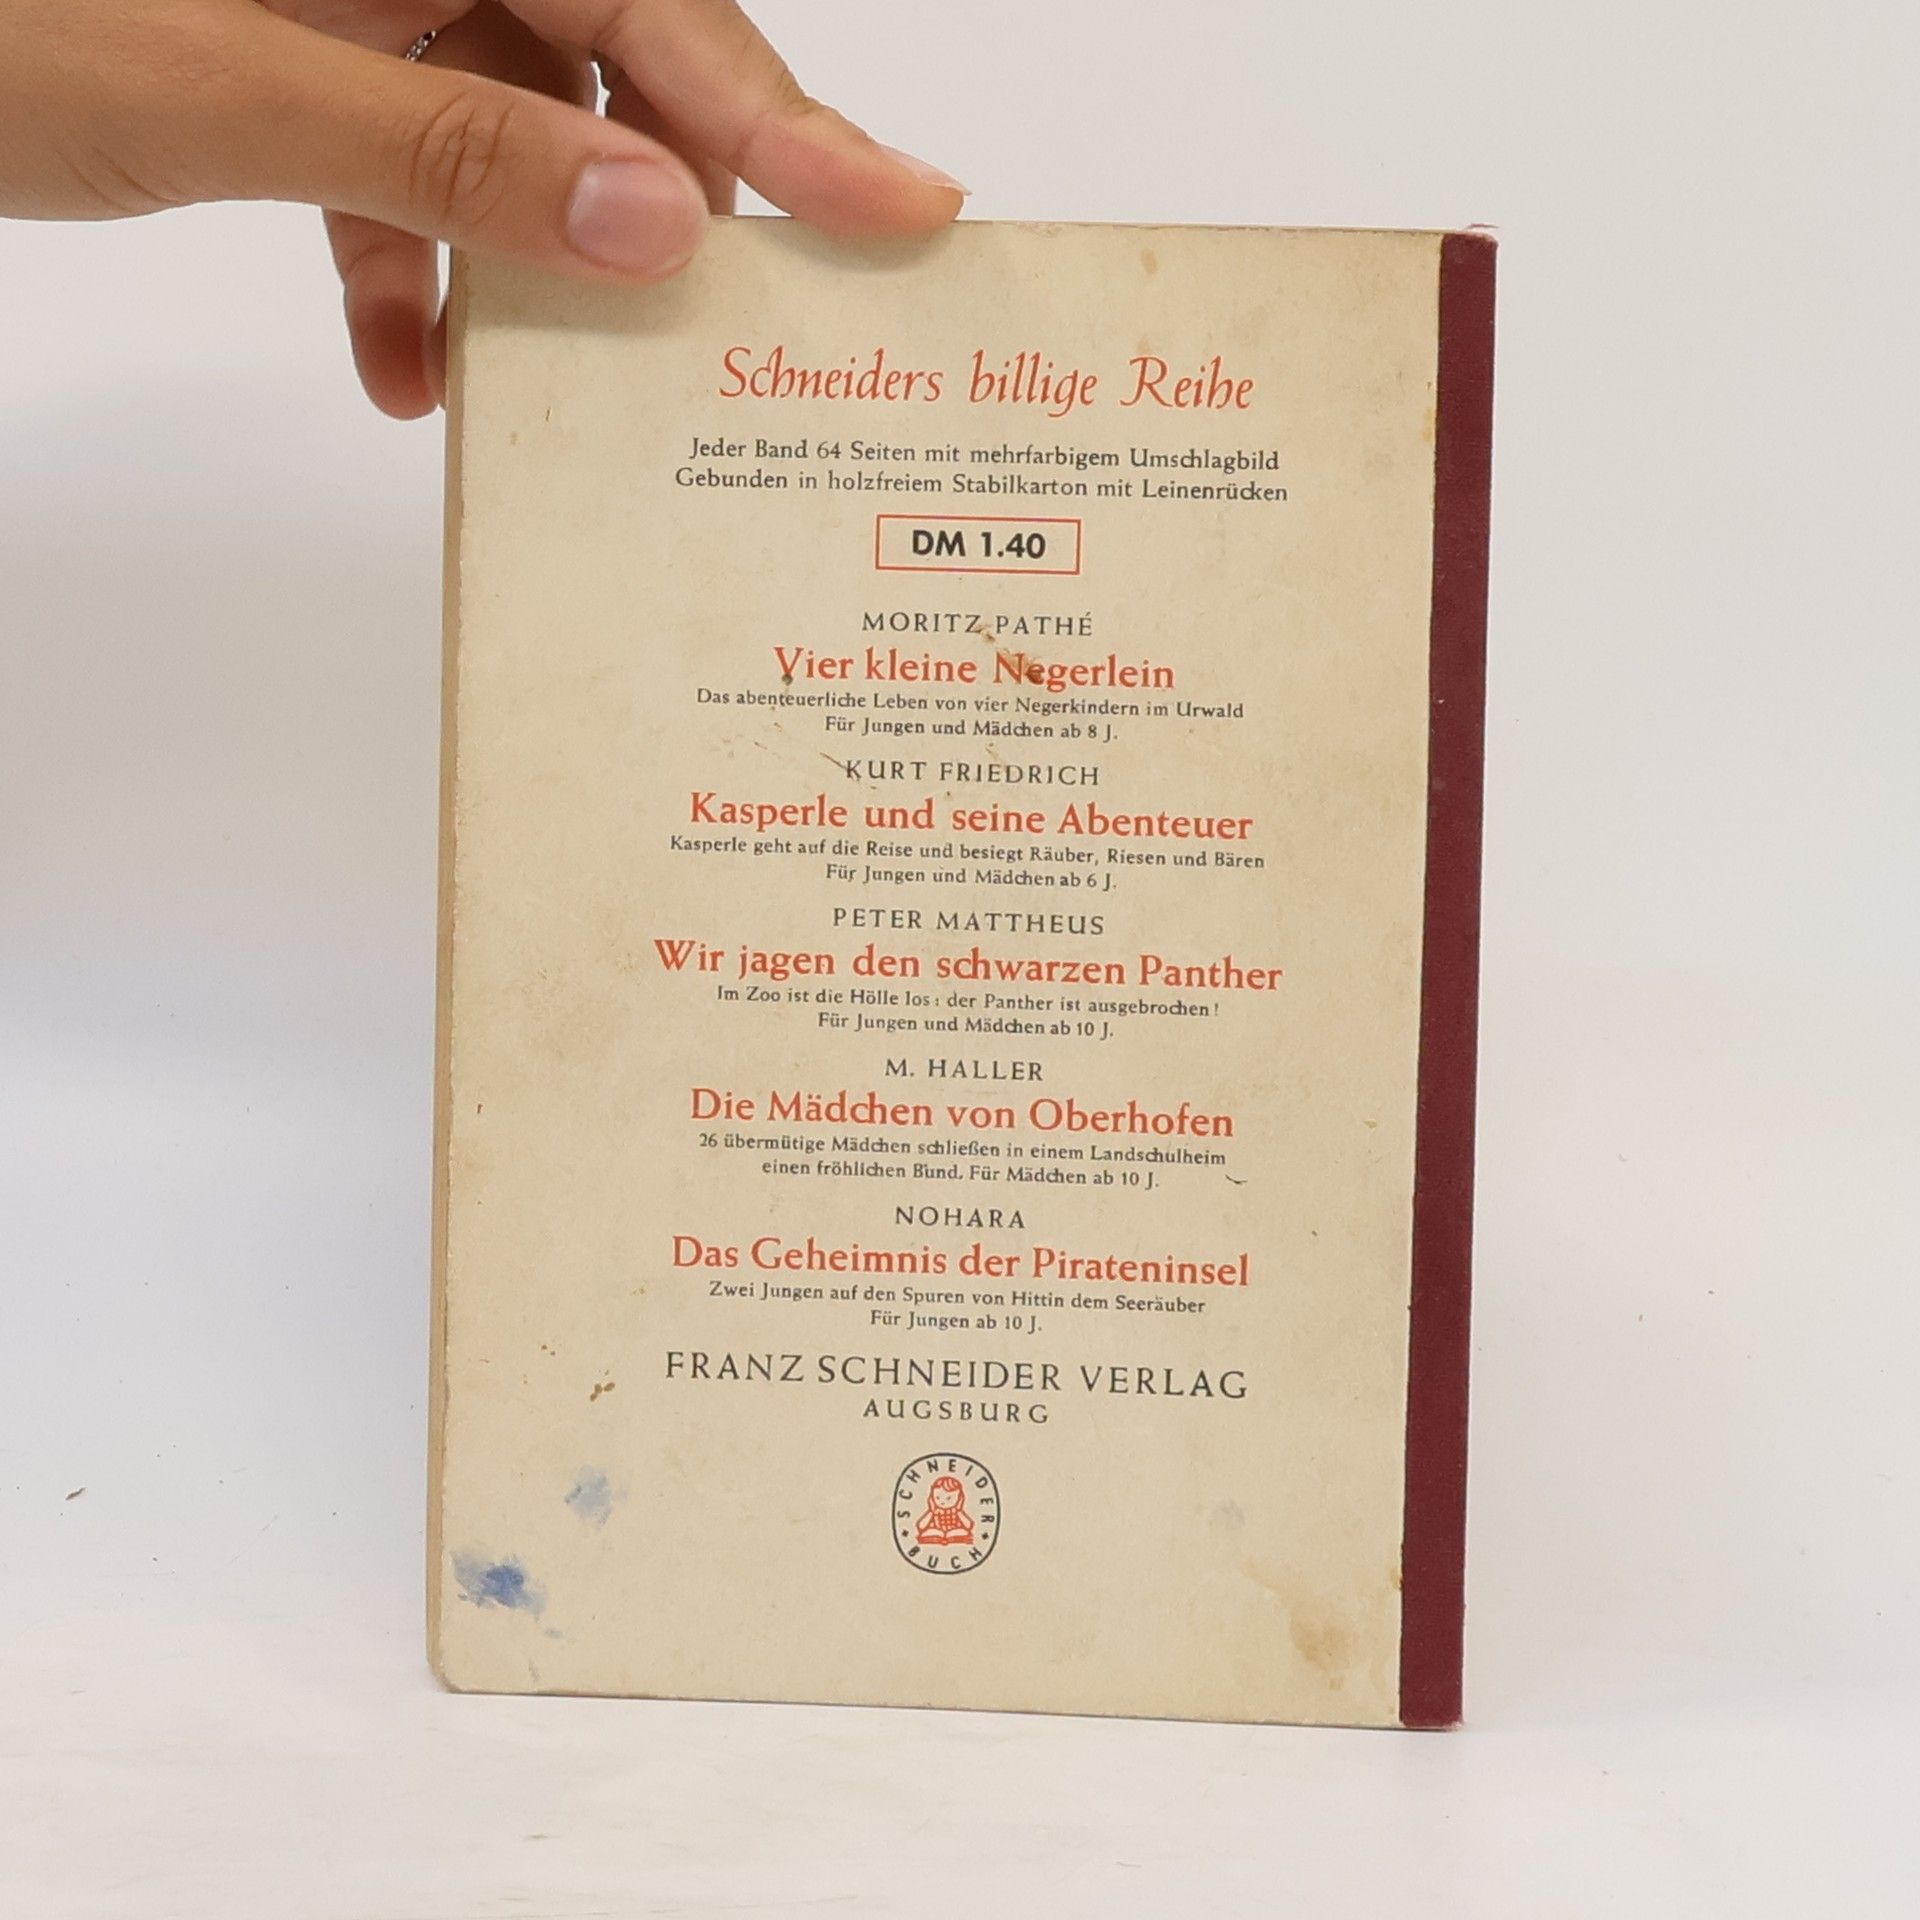 Schneiders billige Reihe
Jeder Band 64 Seiten mit mehrfarbigem Umschlagbild
Gebunden in holzfreiem Stabilkarton mit Leinenrücken
DM 1.40
MORITZ PATHÉ
Vier kleine Negerlein
Das abenteuerliche Leben von vier Negerkindern im Urwald
Für Jungen und Mädchen ab 8 J.
KURT FRIEDRICH
Kasperle und seine Abenteuer
Kasperle geht auf die Reise und besiegt Räuber, Riesen und Bären
Für Jungen und Mädchen ab 6 J.
PETER MATTHEUS
Wir jagen den schwarzen Panther
Im Zoo ist die Hölle los: der Panther ist ausgebrochen!
Für Jungen und Mädchen ab 10 J.
M. HALLER
Die Mädchen von Oberhofen
26 übermütige Mädchen schließen in einem Landschulheim
einen fröhlichen Bund. Für Mädchen ab 10 J.
NOHARA
Das Geheimnis der Pirateninsel
Zwei Jungen auf den Spuren von Hittin dem Seeräuber
Für Jungen ab 10 J.
FRANZ SCHNEIDER VERLAG
AUGSBURG
SCHNEIDER
BUCH